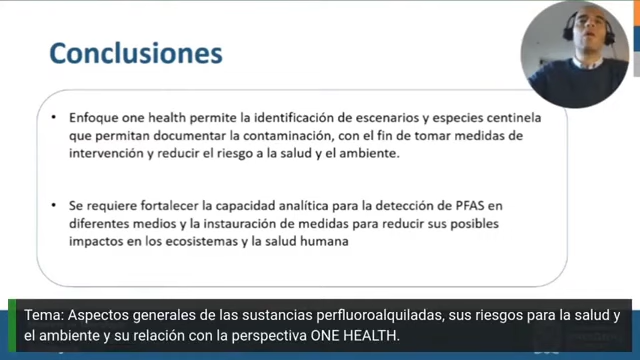 Conclusiones
• Enfoque one health permite la identificación de escenarios y especies centinela
que permitan documentar la contaminación, con el fin de tomar medidas de
intervención y reducir el riesgo a la salud y el ambiente.
• Se requiere fortalecer la capacidad analítica para la detección de PFAS en
diferentes medios y la instauración de medidas para reducir sus posibles
impactos en los ecosistemas y la salud humana
Tema: Aspectos generales de las sustancias perfluoroalquiladas, sus riesgos para la salud y
el ambiente y su relación con la perspectiva ONE HEALTH.